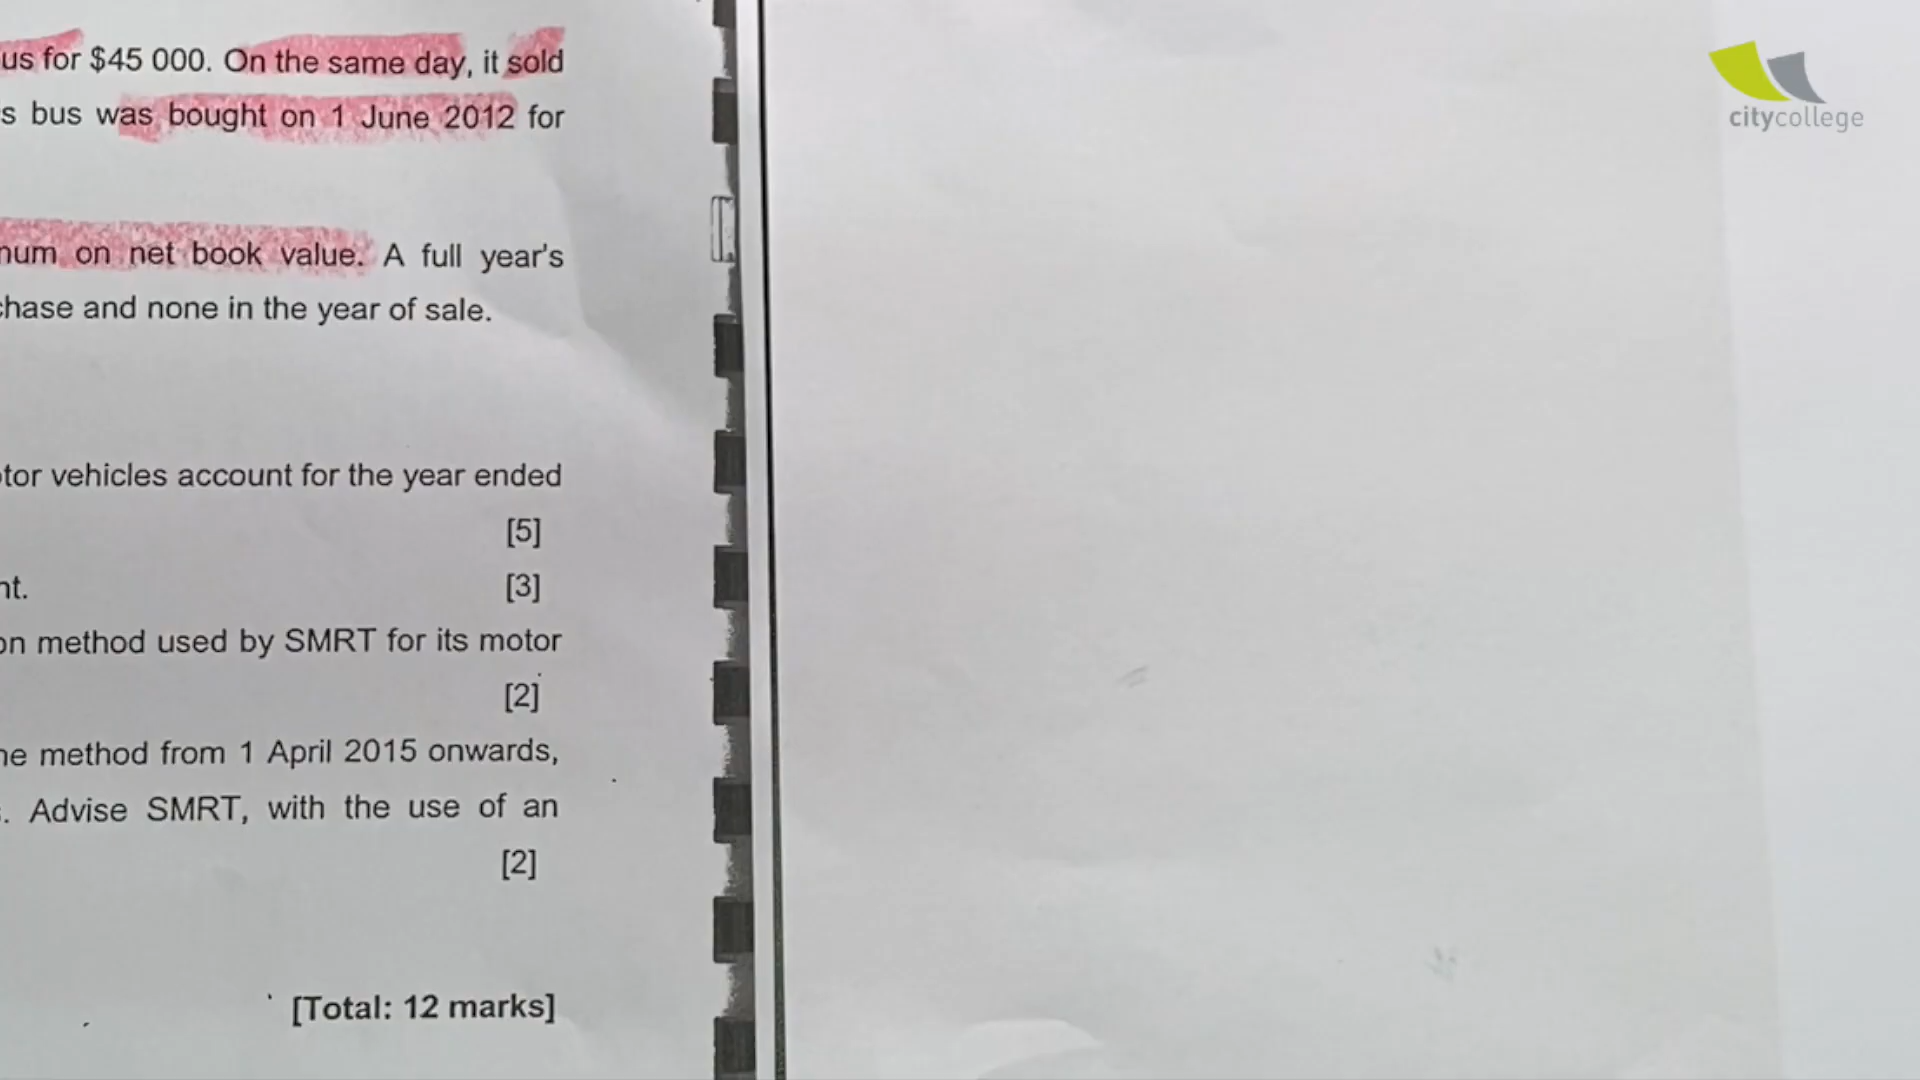 us for $45 000. On the same day, it sold
s bus was bought on 1 June 2012 for
num on net book value. A full year's
chase and none in the year of sale.
tor vehicles account for the year ended
[5]
nt.
[3]
on method used by SMRT for its motor
[2]
ne method from 1 April 2015 onwards,
. Advise SMRT, with the use of an
[2]
[Total: 12 marks]
citycollege